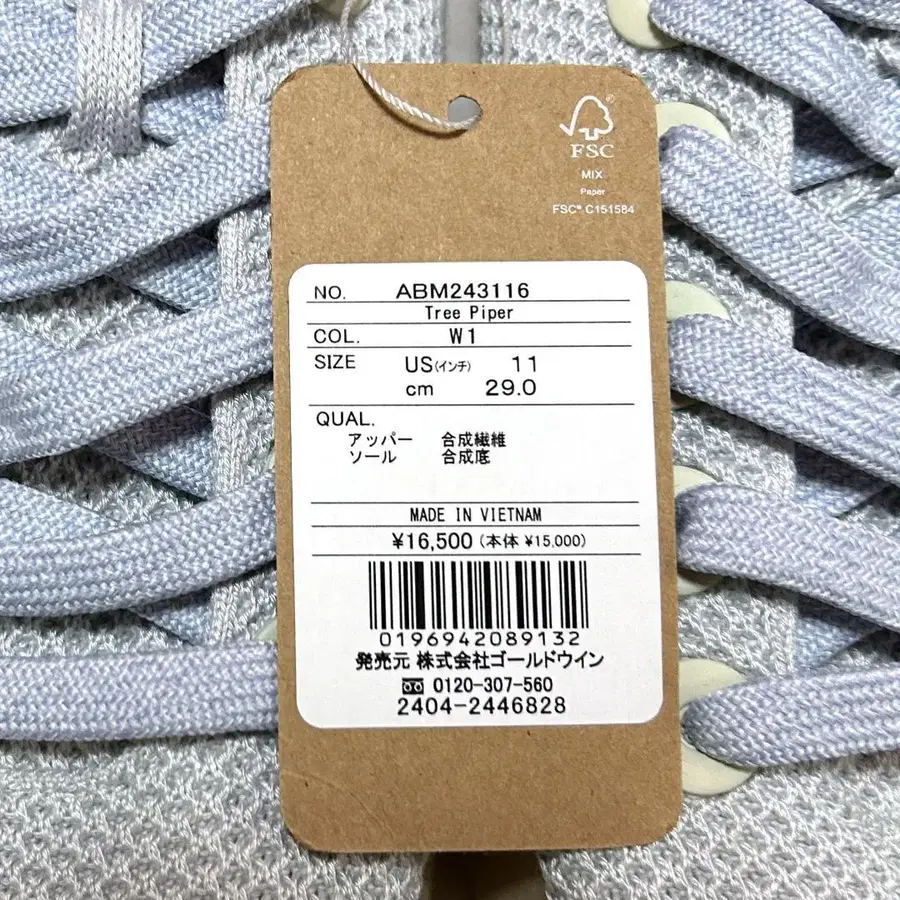 FSC®
MIX
Paper
FSC® C151584
NO. ABM243116
Tree Piper
COL. W1
SIZE US(インチ) 11
cm 29.0
QUAL.
アッパー 合成繊維
ソール 合成底
MADE IN VIETNAM
¥16,500 (本体 ¥15,000)
0196942089132
発売元 株式会社ゴールドウイン
0120-307-560
2404-2446828